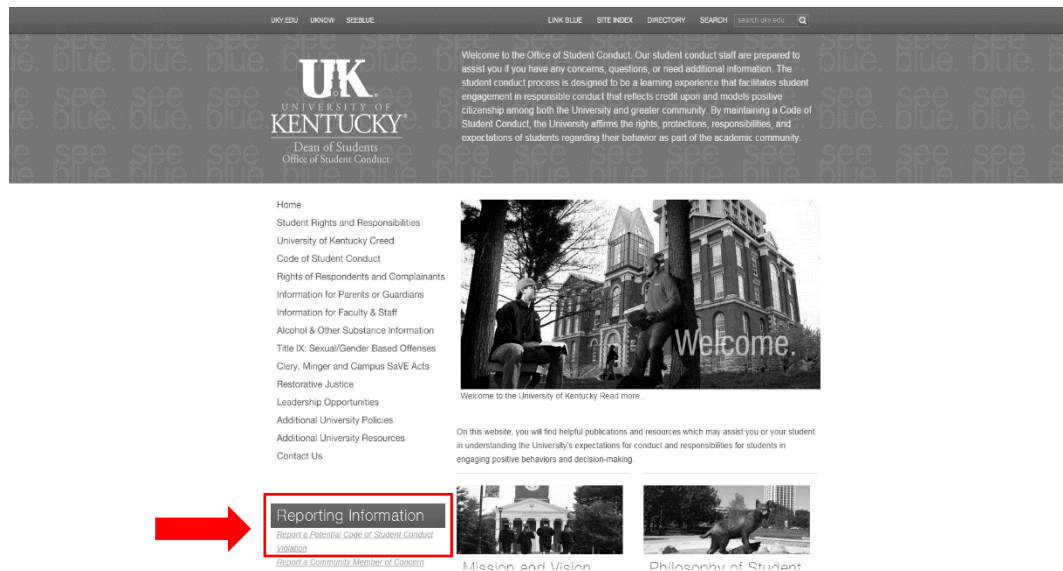 UKY.EDU UKNOW SEEBLUE. LINK BLUE SITE INDEX DIRECTORY SEARCH search uky.edu
UK
UNIVERSITY OF
KENTUCKY®
Dean of Students
Office of Student Conduct
Welcome to the Office of Student Conduct. Our student conduct staff are prepared to
assist you if you have any concerns, questions, or need additional information. The
student conduct process is designed to be a learning experience that facilitates student
engagement in responsible conduct that reflects credit upon and models positive
citizenship among both the University and greater community. By maintaining a Code of
Student Conduct, the University affirms the rights, protections, responsibilities, and
expectations of students regarding their behavior as part of the academic community.
Home
Student Rights and Responsibilities
University of Kentucky Creed
Code of Student Conduct
Rights of Respondents and Complainants
Information for Parents or Guardians
Information for Faculty & Staff
Alcohol & Other Substance Information
Title IX: Sexual/Gender Based Offenses
Clery, Minger and Campus SaVE Acts
Restorative Justice
Leadership Opportunities
Additional University Policies
Additional University Resources
Contact Us
Reporting Information
Report a Potential Code of Student Conduct
Violation
Report a Community Member of Concern
Welcome.
Welcome to the University of Kentucky Read more...
On this website, you will find helpful publications and resources which may assist you or your student
in understanding the University's expectations for conduct and responsibilities for students in
engaging positive behaviors and decision-making.
Mission and Vision
Philosophy of Student